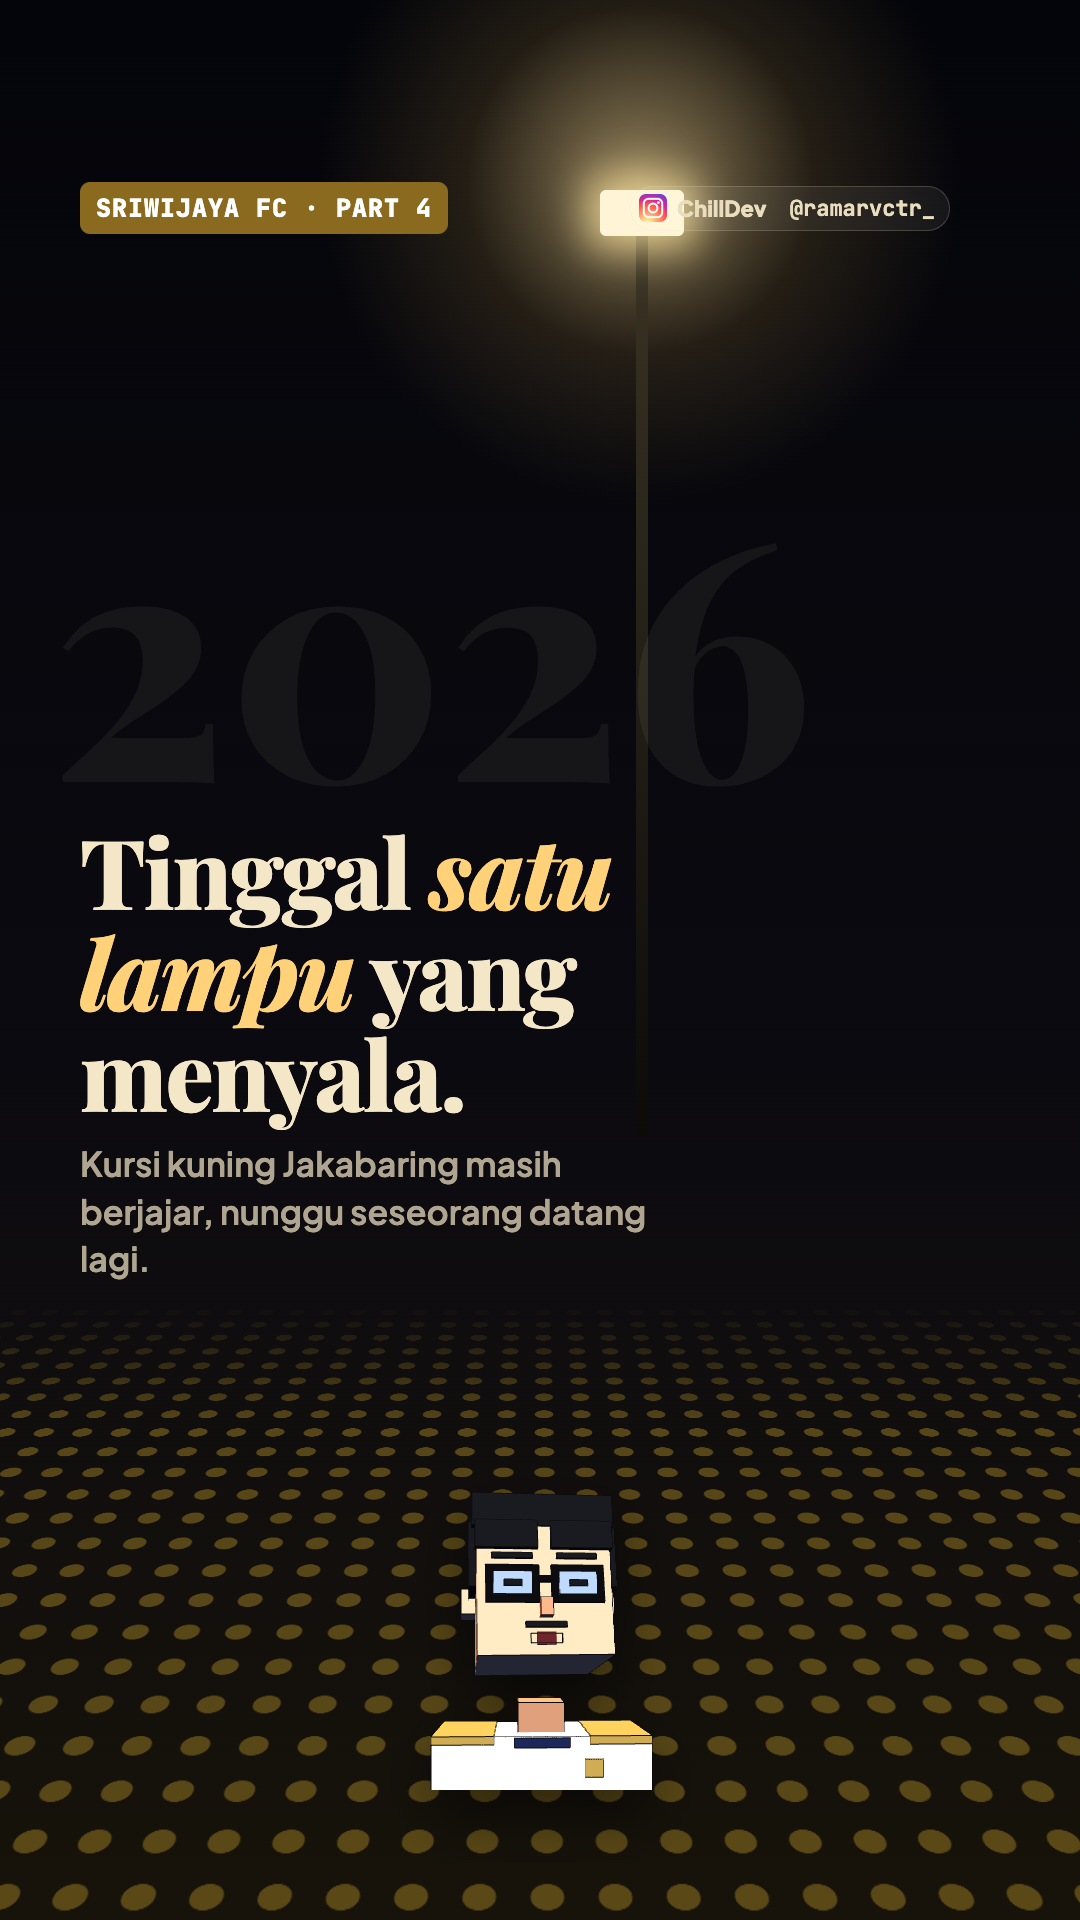 SRIWIJAYA FC · PART 4
ChillDev @ramarvctr_
2026
Tinggal satu
lampu yang
menyala.
Kursi kuning Jakabaring masih
berjajar, nunggu seseorang datang
lagi.